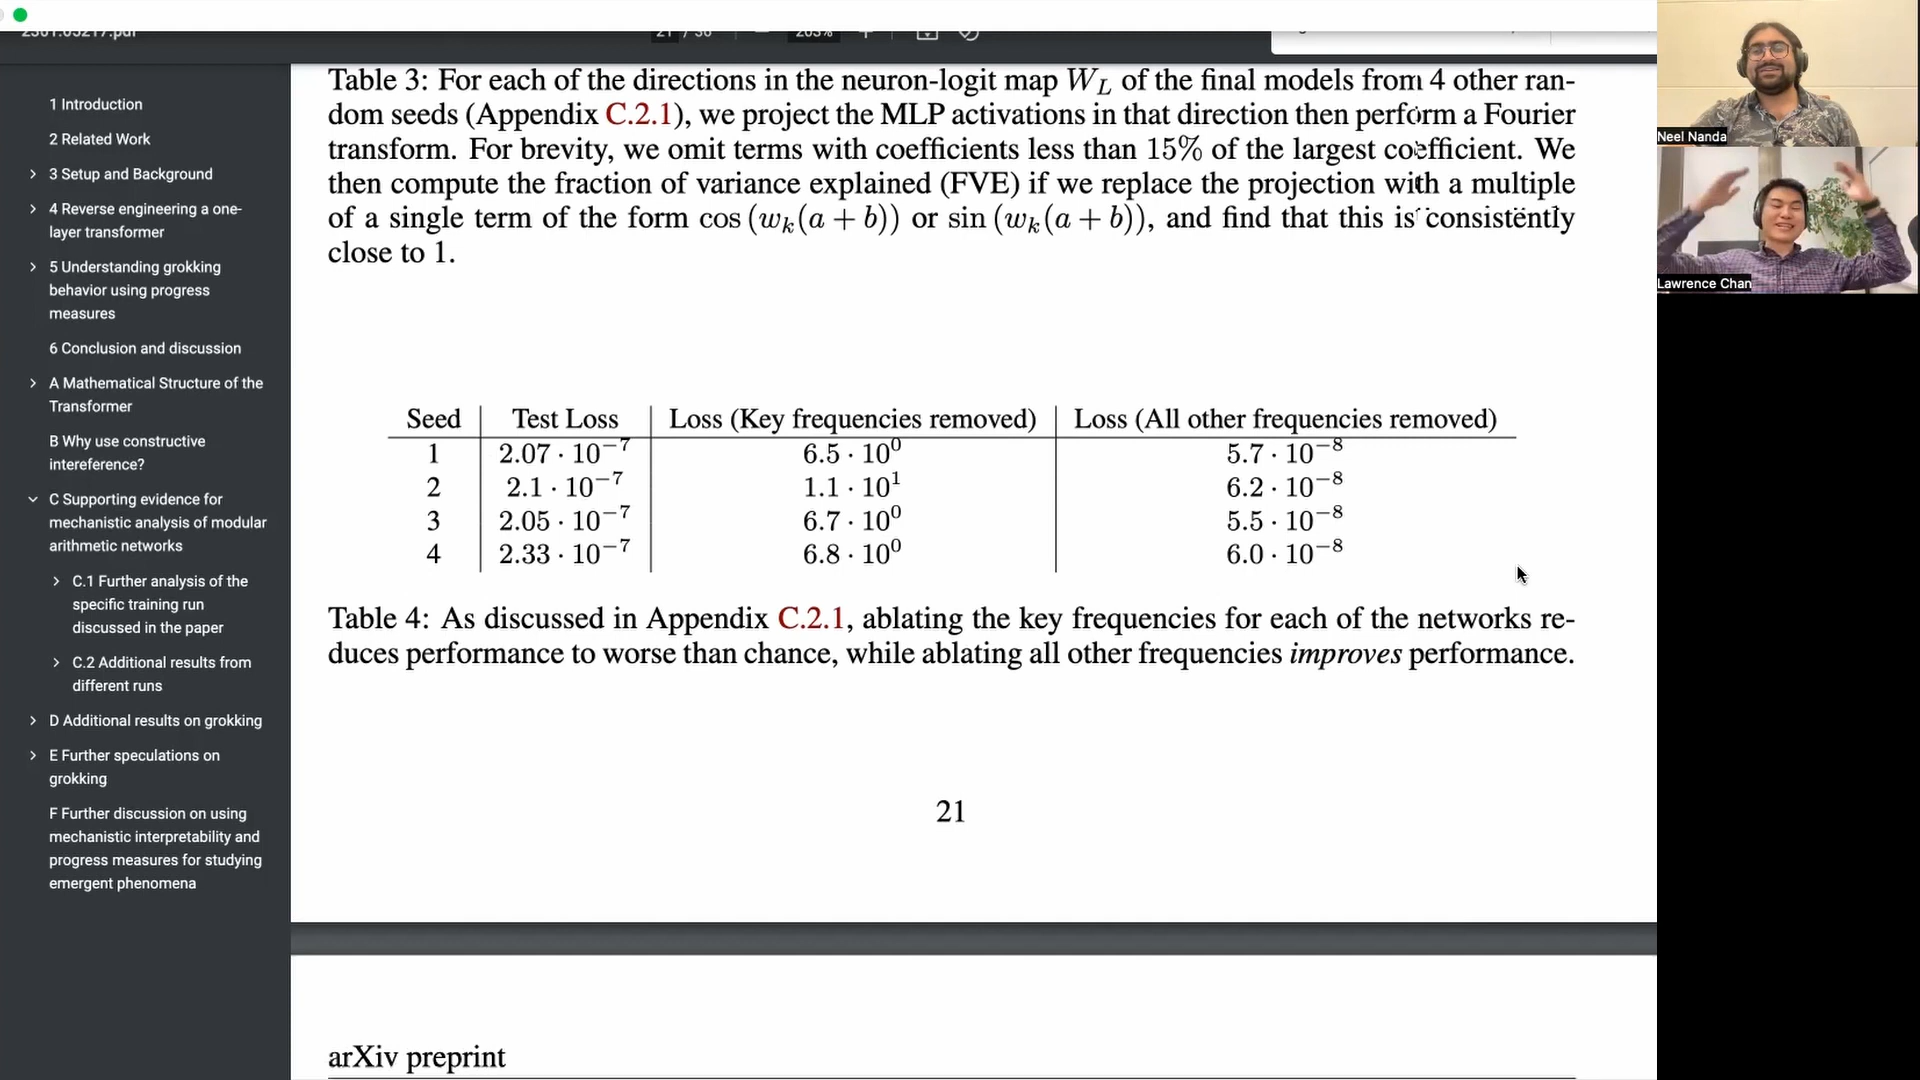 2301.05217.pdf
21 / 36
203%
1 Introduction
2 Related Work
3 Setup and Background
4 Reverse engineering a one-
layer transformer
5 Understanding grokking
behavior using progress
measures
6 Conclusion and discussion
A Mathematical Structure of the
Transformer
B Why use constructive
intereference?
C Supporting evidence for
mechanistic analysis of modular
arithmetic networks
C.1 Further analysis of the
specific training run
discussed in the paper
C.2 Additional results from
different runs
D Additional results on grokking
E Further speculations on
grokking
F Further discussion on using
mechanistic interpretability and
progress measures for studying
emergent phenomena
Table 3: For each of the directions in the neuron-logit map W_L of the final models from 4 other ran-
dom seeds (Appendix C.2.1), we project the MLP activations in that direction then perform a Fourier
transform. For brevity, we omit terms with coefficients less than 15% of the largest coefficient. We
then compute the fraction of variance explained (FVE) if we replace the projection with a multiple
of a single term of the form cos (w_k(a + b)) or sin (w_k(a + b)), and find that this is consistently
close to 1.
Seed Test Loss Loss (Key frequencies removed) Loss (All other frequencies removed)
1 2.07 · 10⁻⁷ 6.5 · 10⁰ 5.7 · 10⁻⁸
2 2.1 · 10⁻⁷ 1.1 · 10¹ 6.2 · 10⁻⁸
3 2.05 · 10⁻⁷ 6.7 · 10⁰ 5.5 · 10⁻⁸
4 2.33 · 10⁻⁷ 6.8 · 10⁰ 6.0 · 10⁻⁸
Table 4: As discussed in Appendix C.2.1, ablating the key frequencies for each of the networks re-
duces performance to worse than chance, while ablating all other frequencies improves performance.
21
arXiv preprint
Neel Nanda
Lawrence Chan